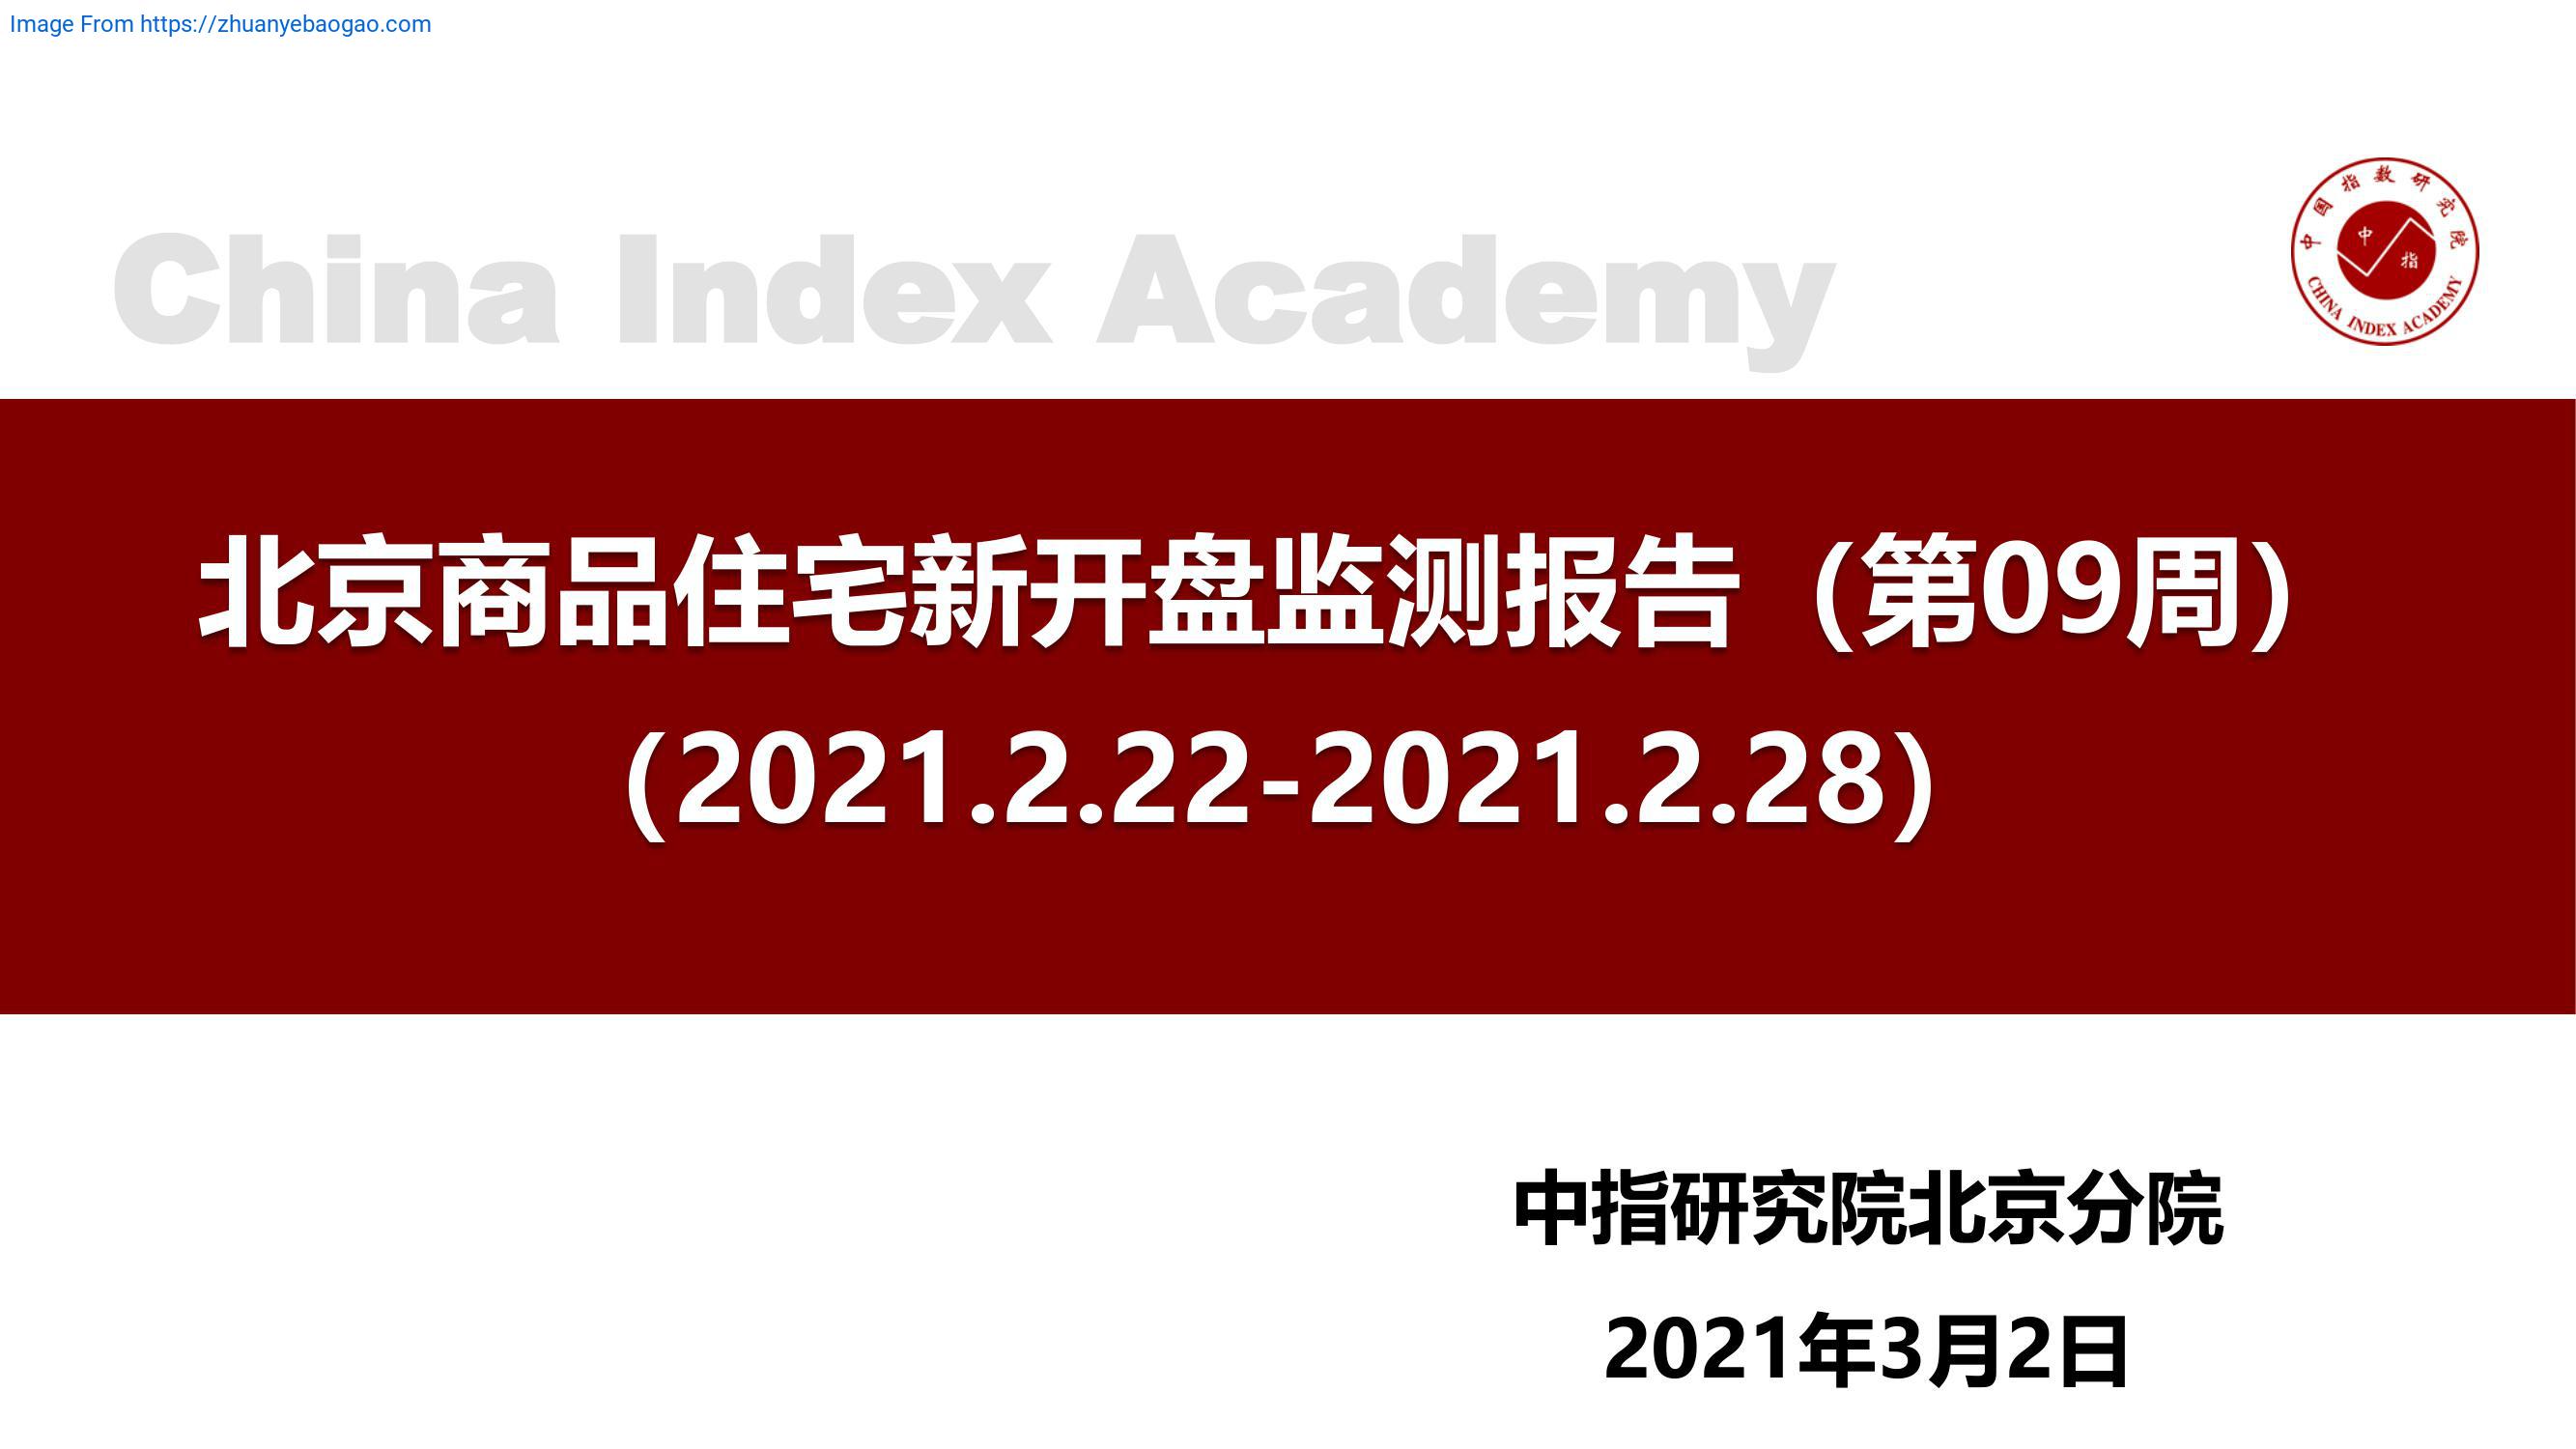 Image From https://zhuanyebaogao.com
China Index Academy
中国指数研究院
中指
CHINA INDEX ACADEMY
北京商品住宅新开盘监测报告（第09周）
（2021.2.22-2021.2.28）
中指研究院北京分院
2021年3月2日